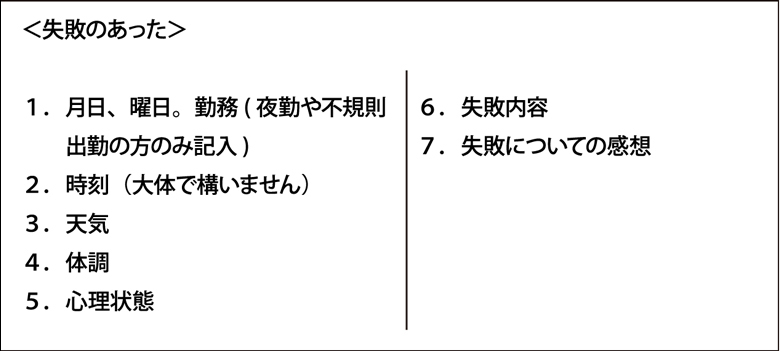 ＜失敗のあった＞
１．月日、曜日。勤務 ( 夜勤や不規則
出勤の方のみ記入 )
２．時刻（大体で構いません）
３．天気
４．体調
５．心理状態
６．失敗内容
７．失敗についての感想